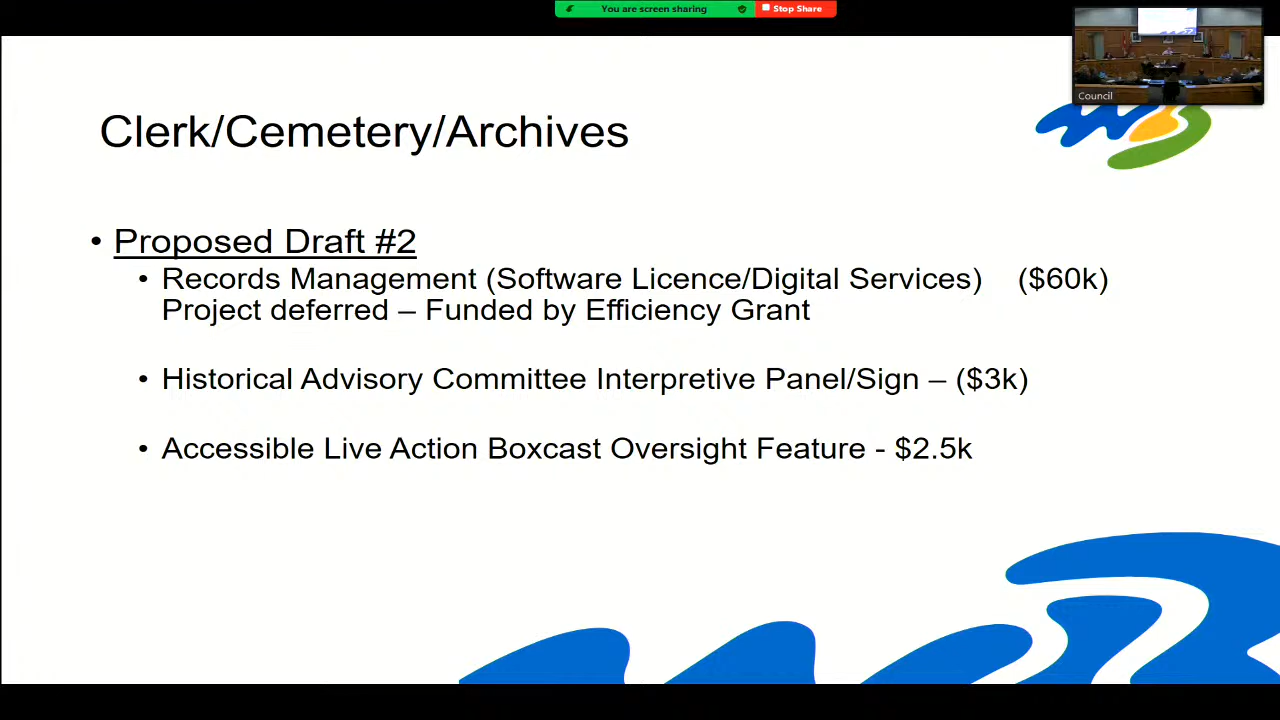 You are screen sharing
Stop Share
Council
Clerk/Cemetery/Archives
• Proposed Draft #2
• Records Management (Software Licence/Digital Services) ($60k)
Project deferred – Funded by Efficiency Grant
• Historical Advisory Committee Interpretive Panel/Sign – ($3k)
• Accessible Live Action Boxcast Oversight Feature - $2.5k